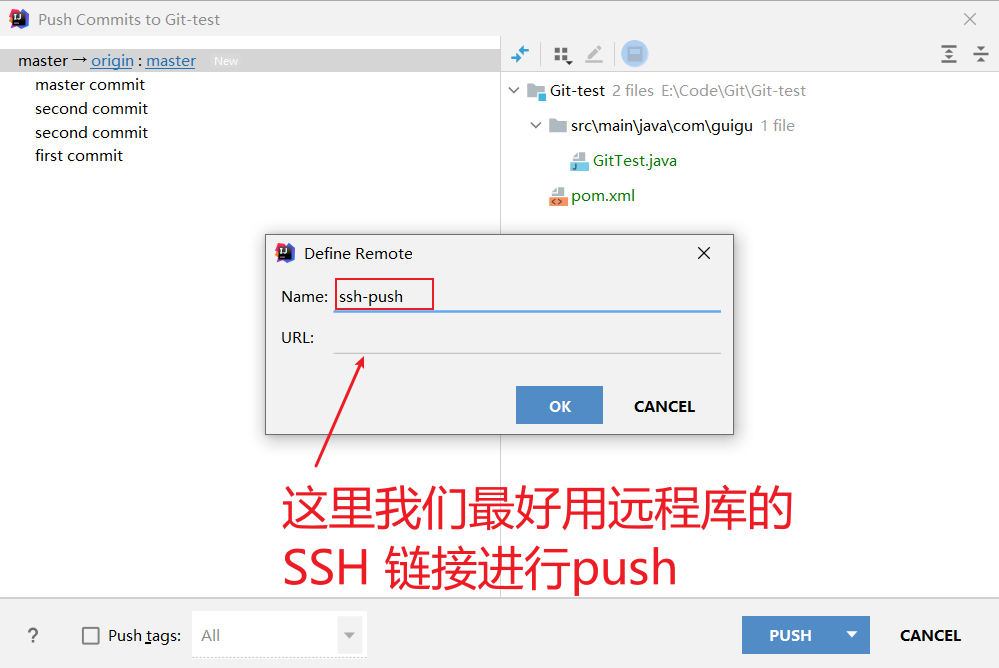 Push Commits to Git-test
master → origin : master New
master commit
second commit
second commit
first commit
Git-test 2 files E:\Code\Git\Git-test
src\main\java\com\guigu 1 file
GitTest.java
pom.xml
Define Remote
Name: ssh-push
URL:
OK CANCEL
这里我们最好用远程库的
SSH 链接进行push
? Push tags: All PUSH CANCEL